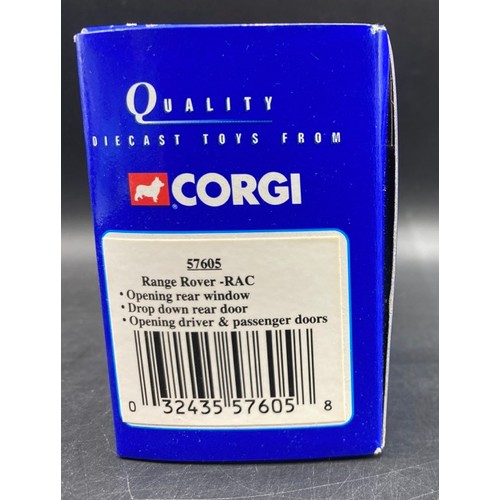 QUALITY
DIECAST TOYS FROM
CORGI
57605
Range Rover -RAC
• Opening rear window
• Drop down rear door
• Opening driver & passenger doors
0 32435 57605 8